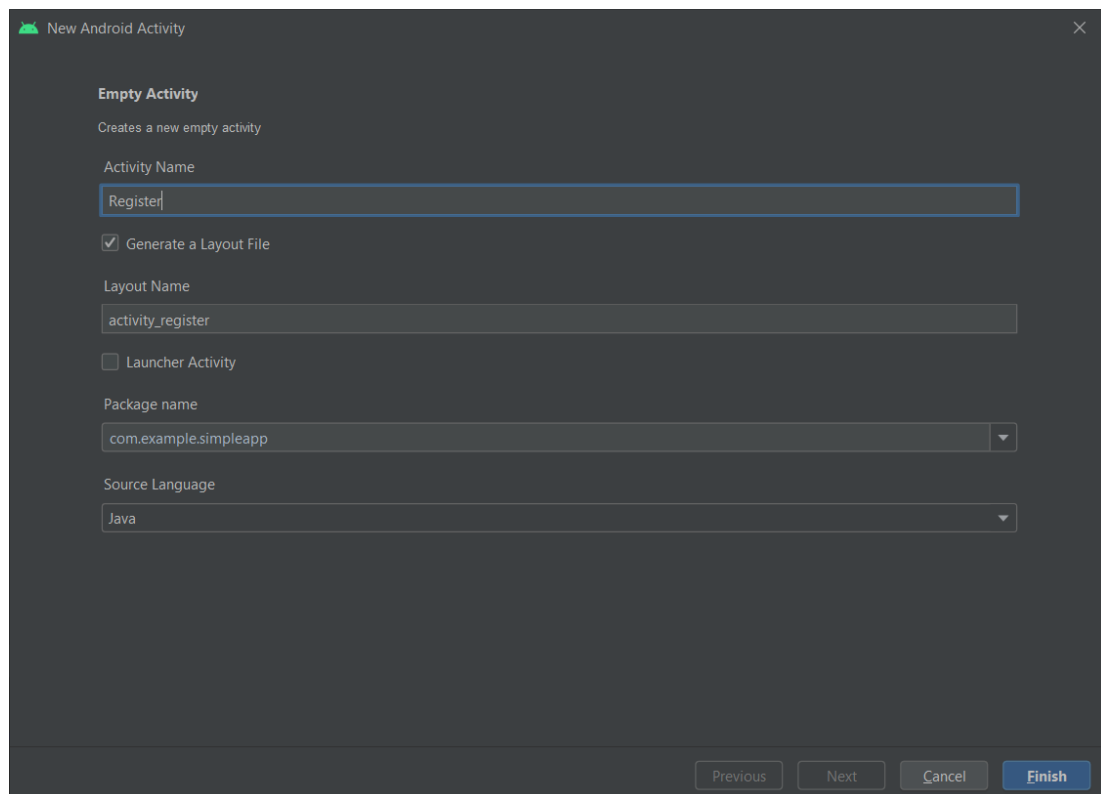 New Android Activity
Empty Activity
Creates a new empty activity
Activity Name
Register
Generate a Layout File
Layout Name
activity_register
Launcher Activity
Package name
com.example.simpleapp
Source Language
Java
Previous Next Cancel Finish